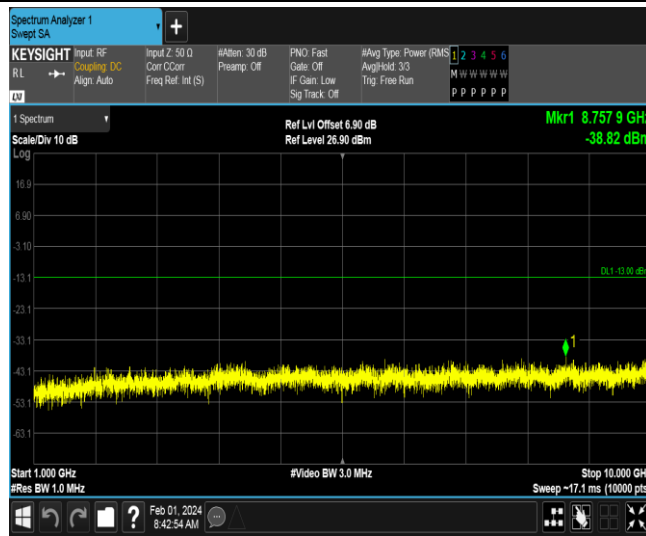 Spectrum Analyzer 1
Swept SA
KEYSIGHT
RL
Input: RF
Coupling: DC
Align: Auto
Input Z: 50 Ω
Corr CCorr
Freq Ref: Int (S)
#Atten: 30 dB
Preamp: Off
PNO: Fast
Gate: Off
IF Gain: Low
Sig Track: Off
#Avg Type: Power (RMS
Avg|Hold: 3/3
Trig: Free Run
1 2 3 4 5 6
M W W W W W
P P P P P P
LXI
1 Spectrum
Scale/Div 10 dB
Ref Lvl Offset 6.90 dB
Ref Level 26.90 dBm
Mkr1 8.757 9 GHz
-38.82 dBm
Log
16.9
6.90
-3.10
-13.1
DL1 -13.00 dBm
-23.1
-33.1
1
-43.1
-53.1
-63.1
Start 1.000 GHz
#Res BW 1.0 MHz
#Video BW 3.0 MHz
Stop 10.000 GH
Sweep ~17.1 ms (10000 pts
?
Feb 01, 2024
8:42:54 AM